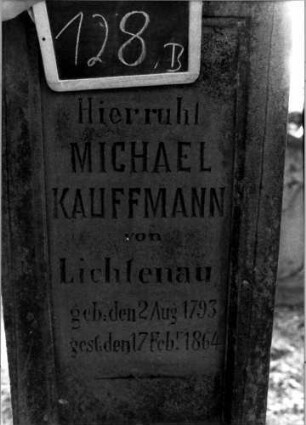 128.B
Hier ruht
MICHAEL
KAUFFMANN
von
Lichtenau
geb. den 2 Aug 1793
gest. den 17 Febr 1864